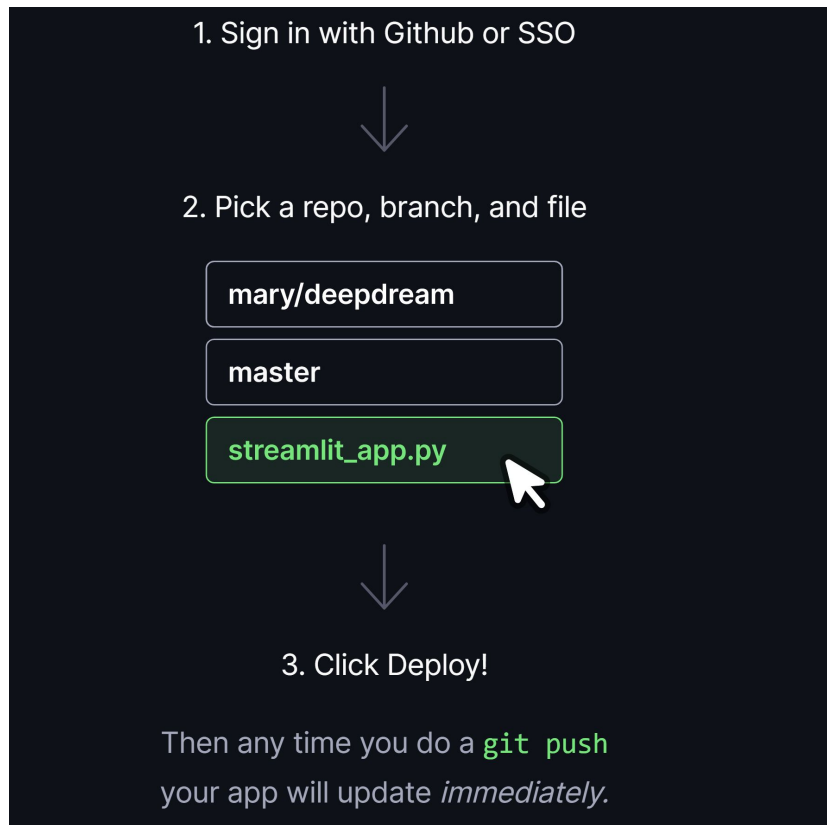 1. Sign in with Github or SSO
2. Pick a repo, branch, and file
mary/deepdream
master
streamlit_app.py
3. Click Deploy!
Then any time you do a git push
your app will update immediately.